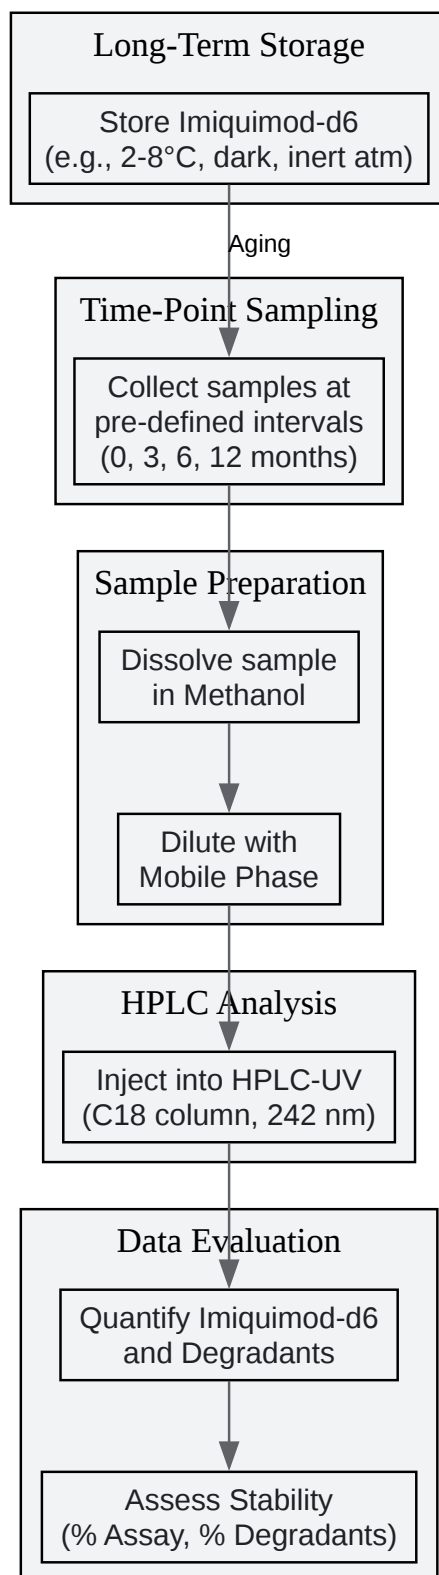 Long-Term Storage
Store Imiquimod-d6
(e.g., 2-8°C, dark, inert atm)
Aging
Time-Point Sampling
Collect samples at
pre-defined intervals
(0, 3, 6, 12 months)
Sample Preparation
Dissolve sample
in Methanol
Dilute with
Mobile Phase
HPLC Analysis
Inject into HPLC-UV
(C18 column, 242 nm)
Data Evaluation
Quantify Imiquimod-d6
and Degradants
Assess Stability
(% Assay, % Degradants)